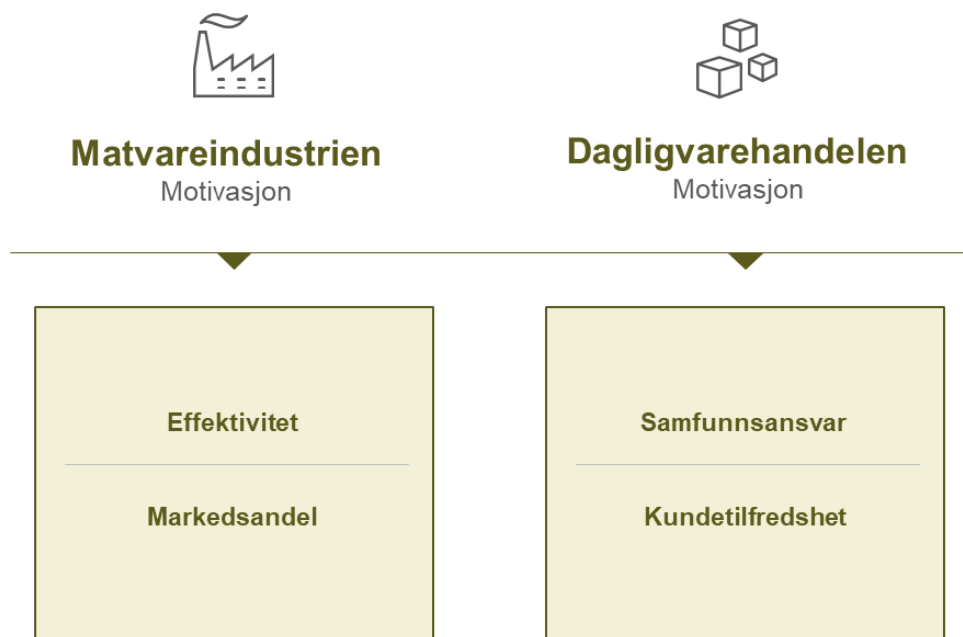 Matvareindustrien
Motivasjon
Effektivitet
Markedsandel
Dagligvarehandelen
Motivasjon
Samfunnsansvar
Kundetilfredshet